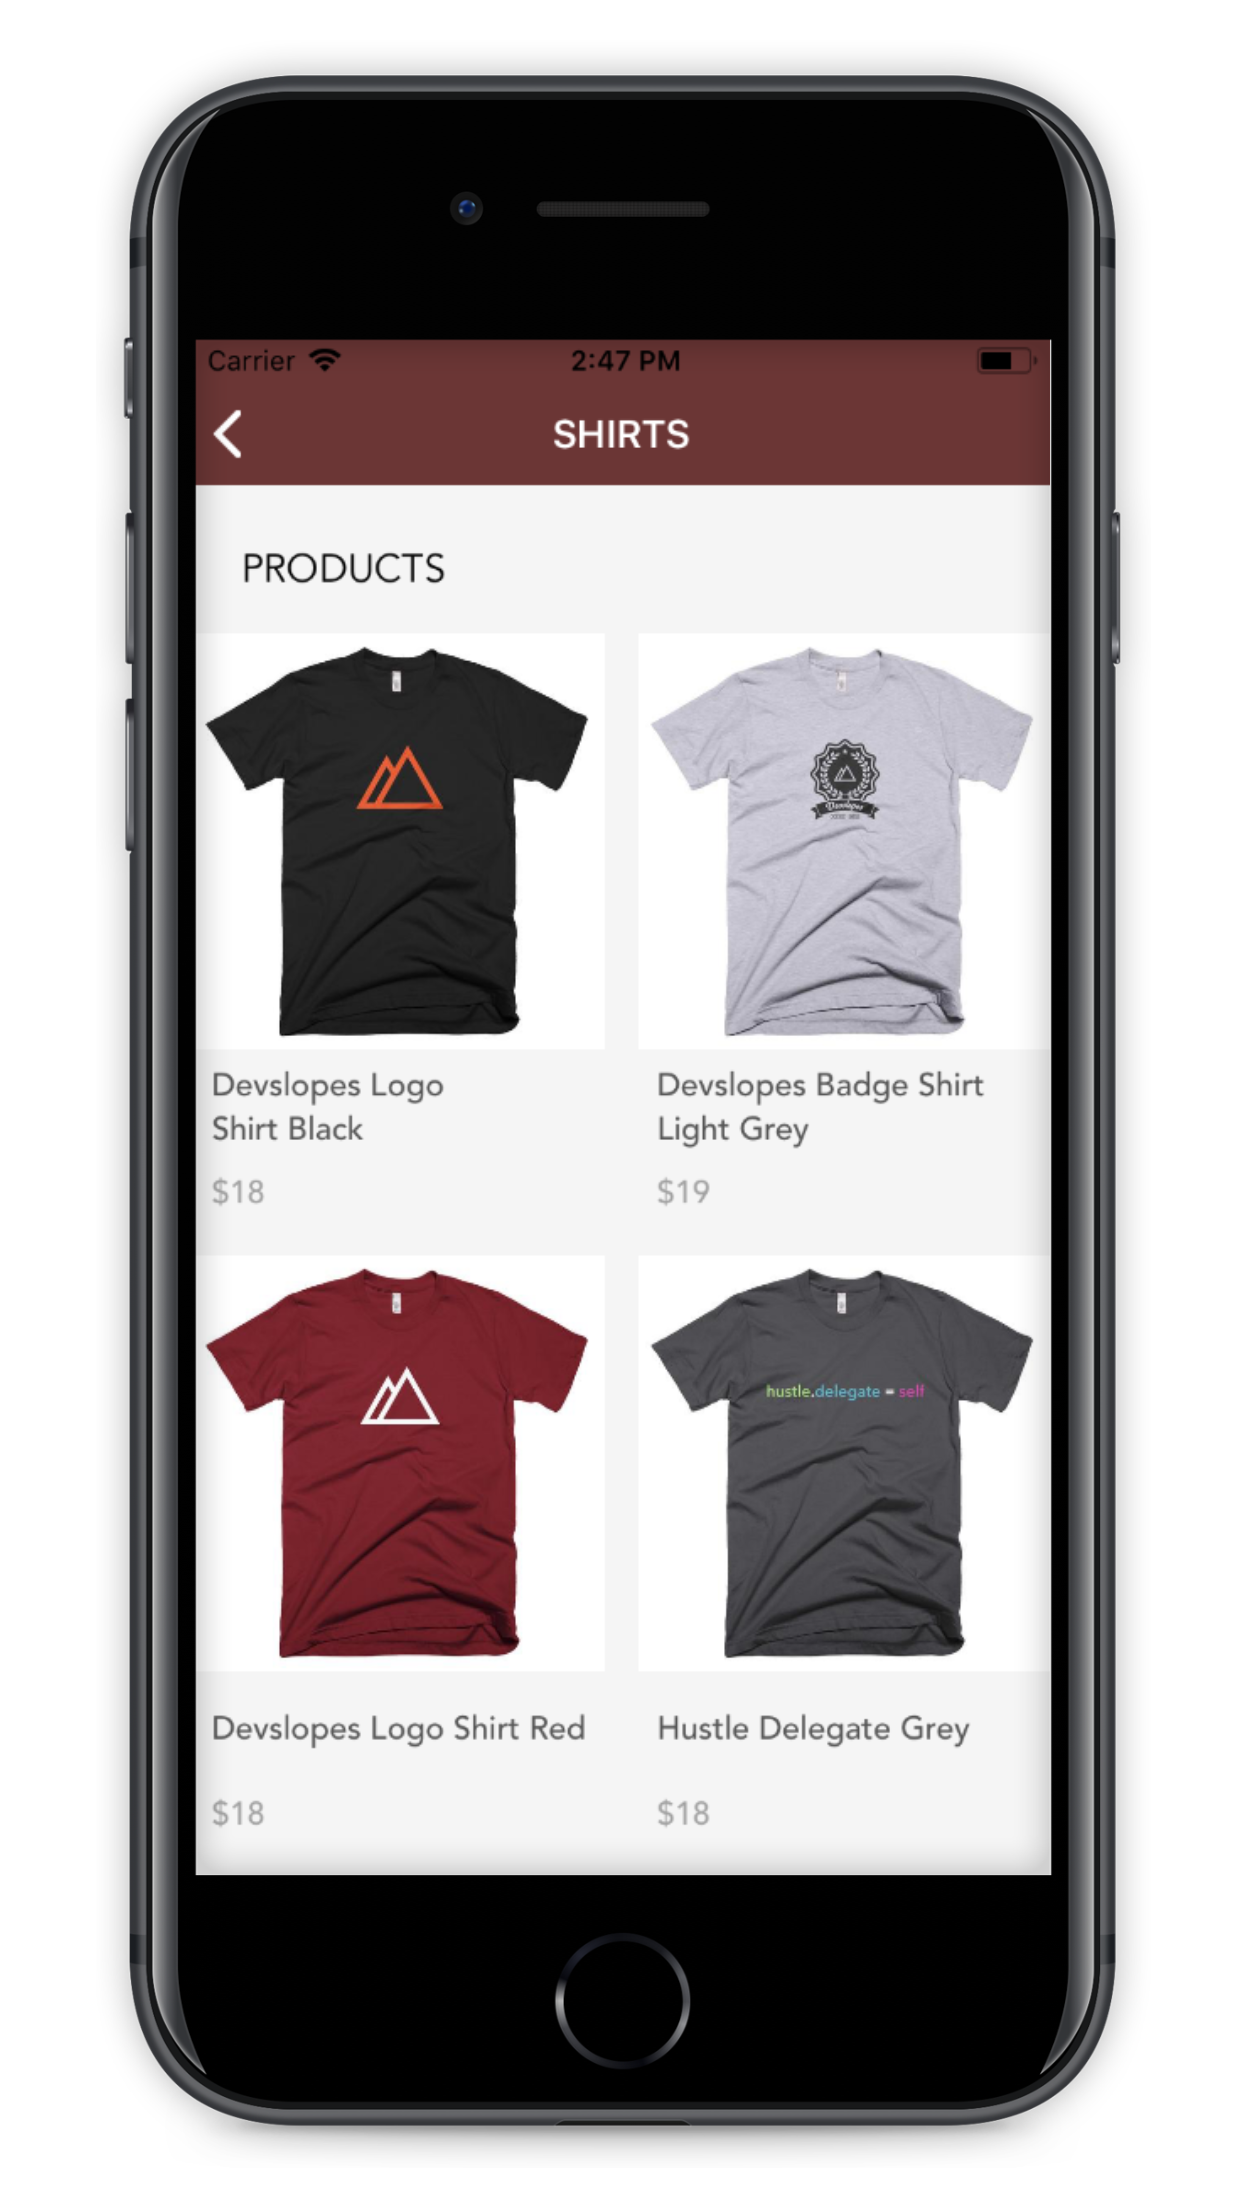 Carrier 2:47 PM
SHIRTS
PRODUCTS
Devslopes
Devslopes Logo
Shirt Black
$18
Devslopes Badge Shirt
Light Grey
$19
hustle.delegate = self
Devslopes Logo Shirt Red
$18
Hustle Delegate Grey
$18